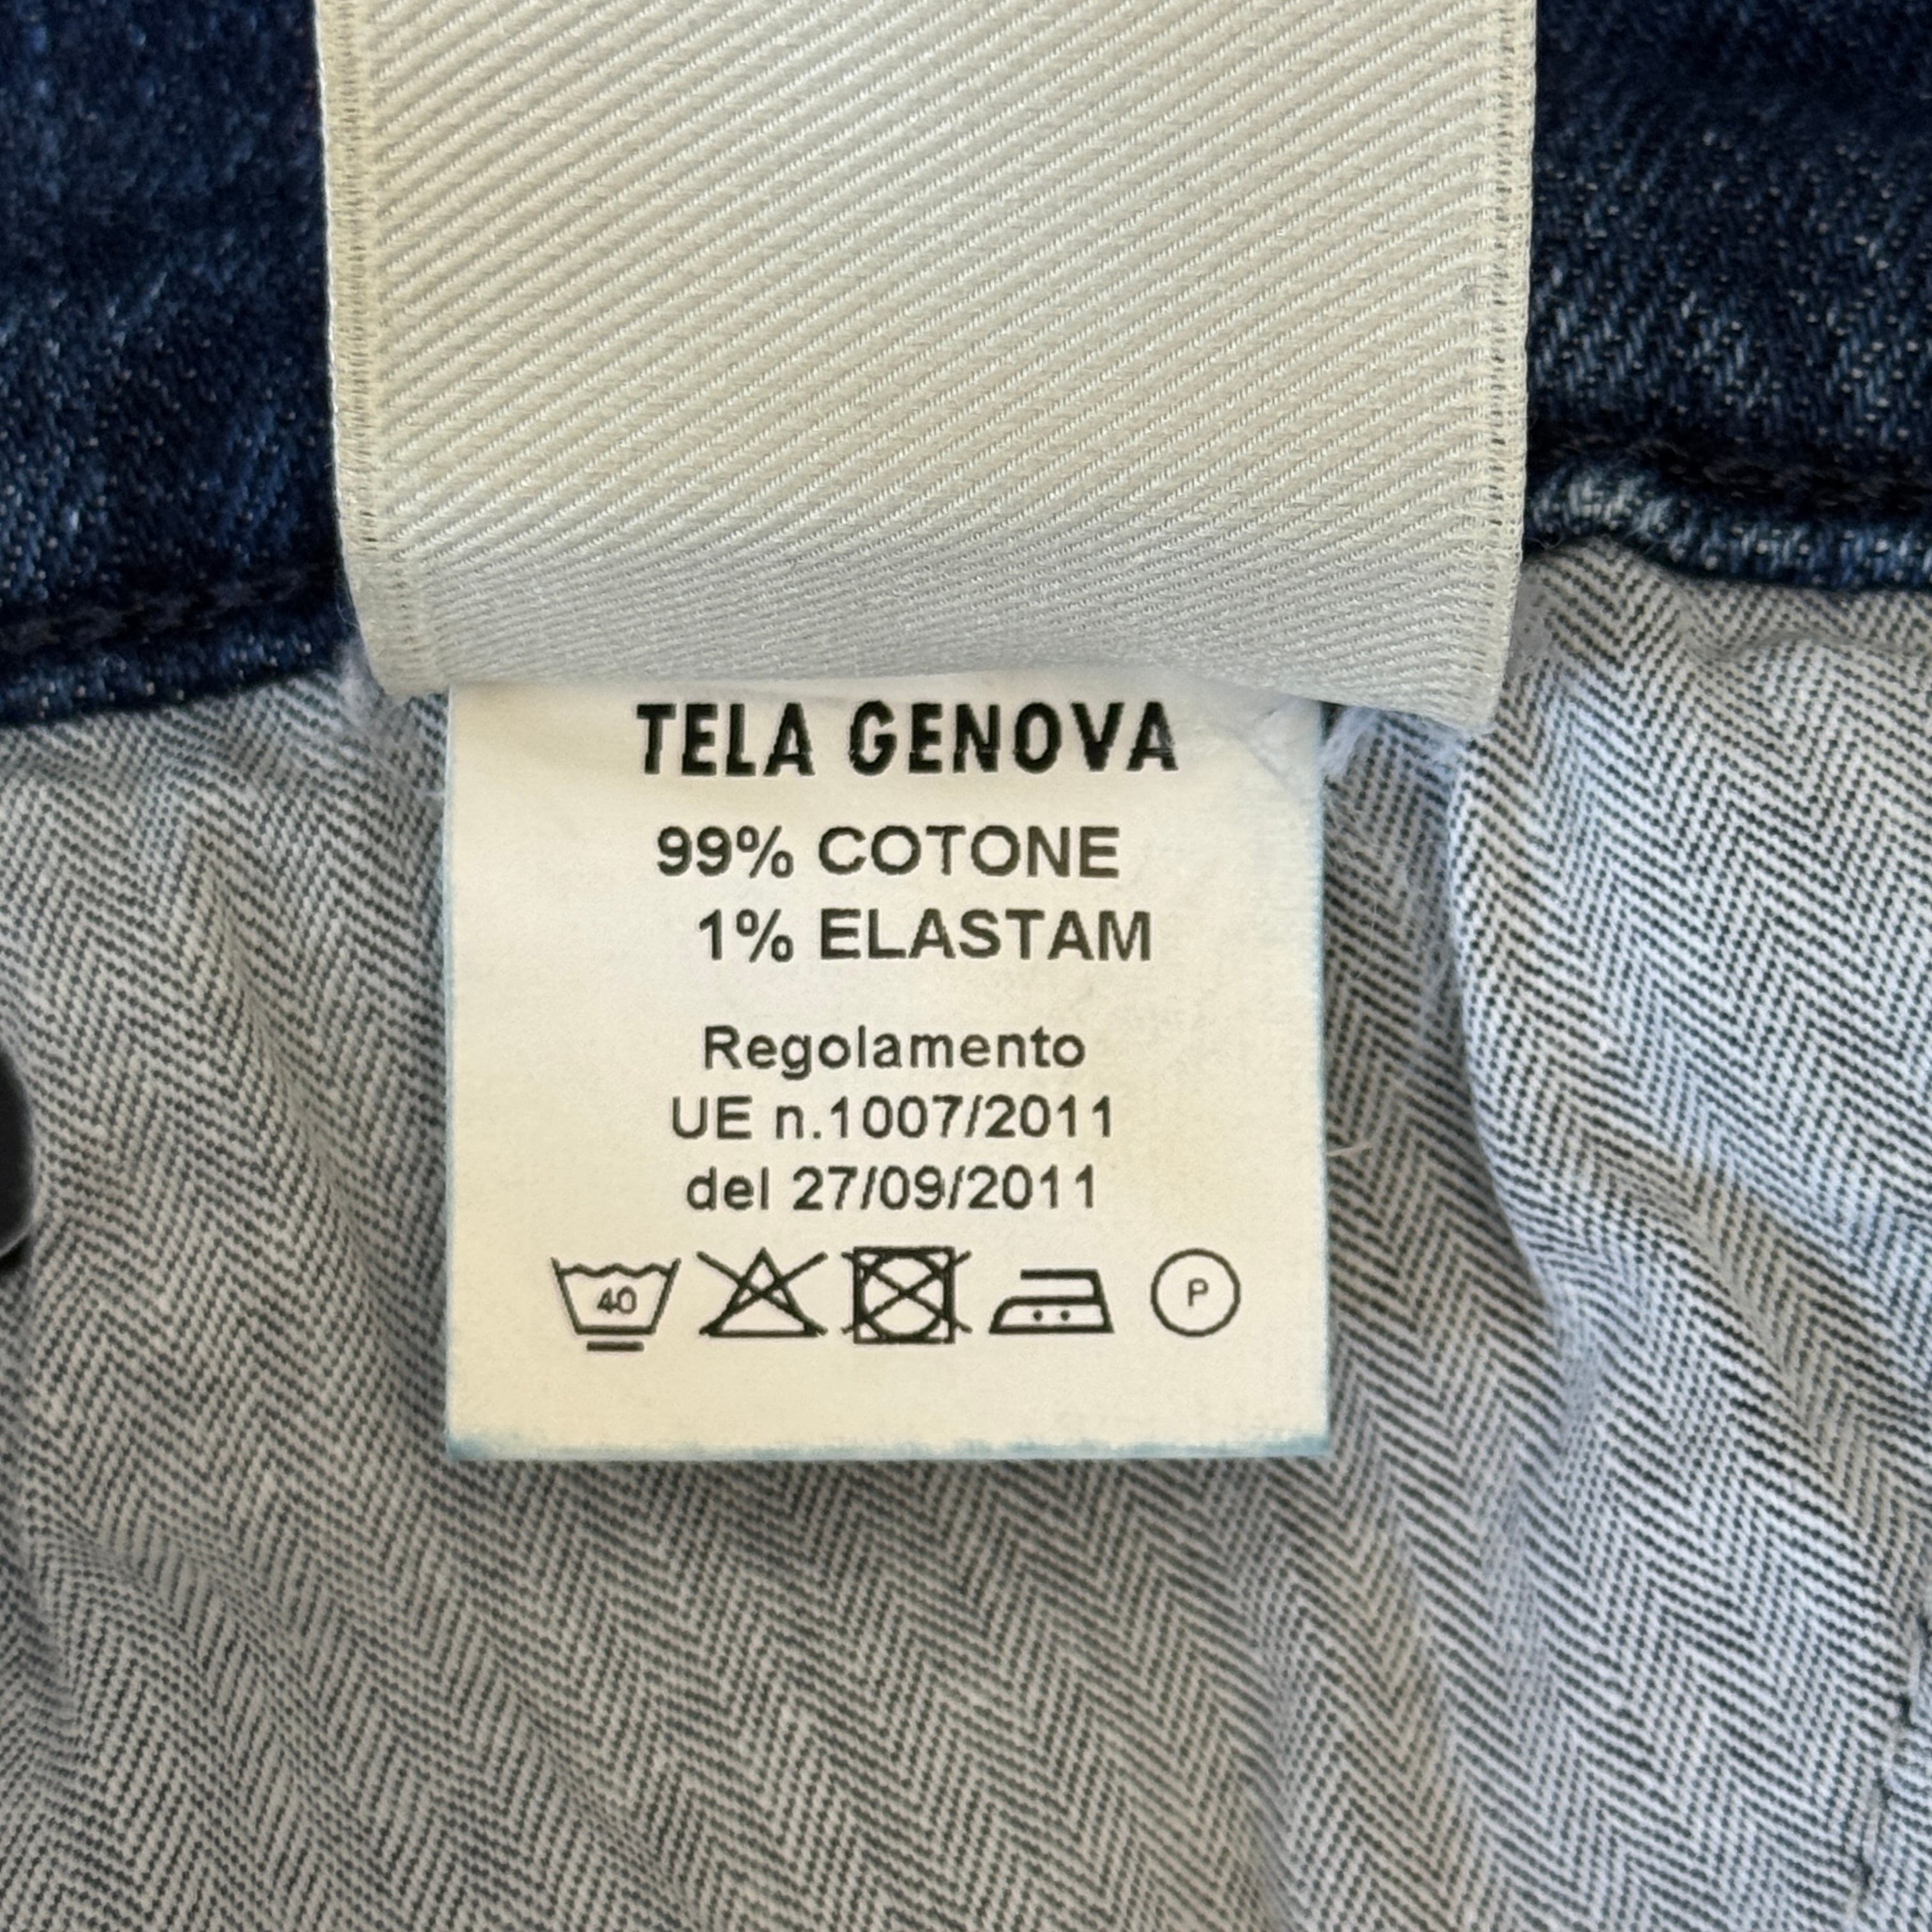 TELA GENOVA
99% COTONE
1% ELASTAM
Regolamento
UE n.1007/2011
del 27/09/2011
40 P